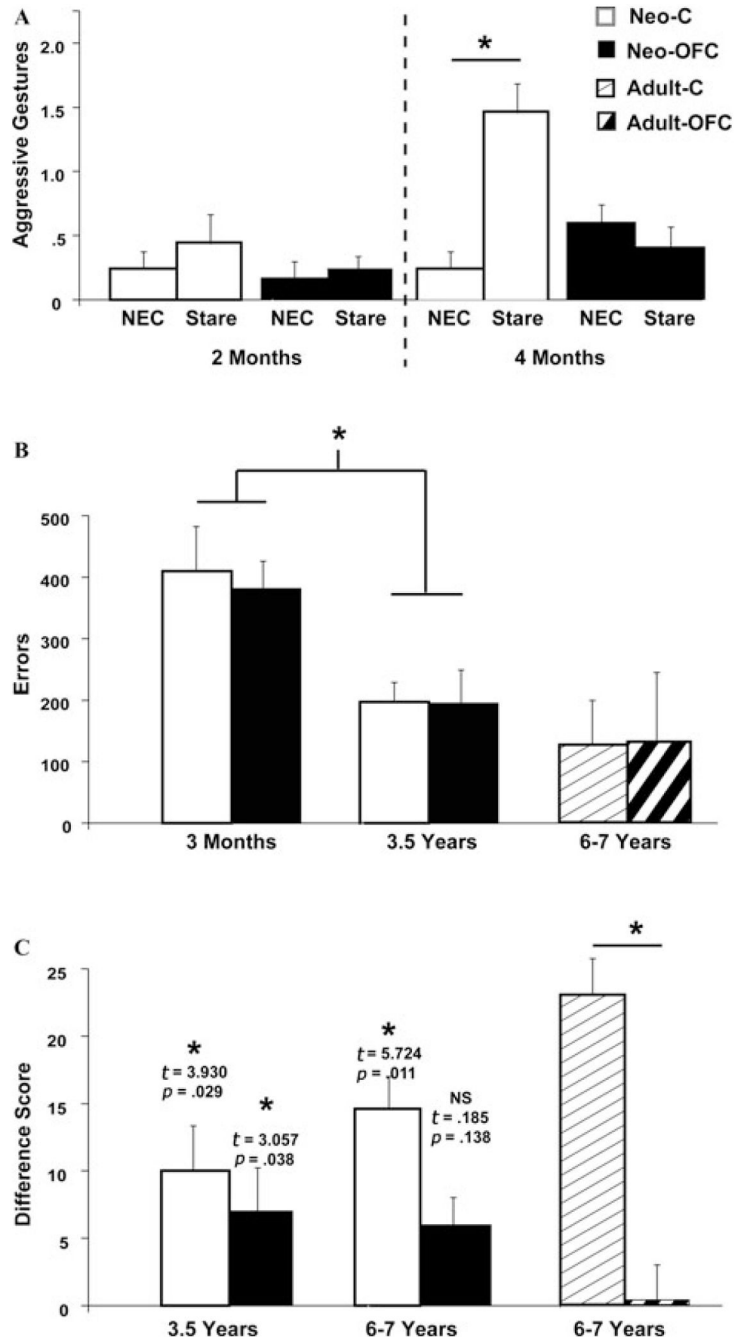 A
Aggressive Gestures
2.0
1.5
1.0
.5
0
*
Neo-C
Neo-OFC
Adult-C
Adult-OFC
NEC Stare NEC Stare NEC Stare NEC Stare
2 Months 4 Months
B
*
Errors
500
400
300
200
100
0
3 Months 3.5 Years 6-7 Years
C
Difference Score
25
20
15
10
5
0
*
t = 3.930
p = .029
*
t = 3.057
p = .038
*
t = 5.724
p = .011
NS
t = .185
p = .138
*
3.5 Years 6-7 Years 6-7 Years